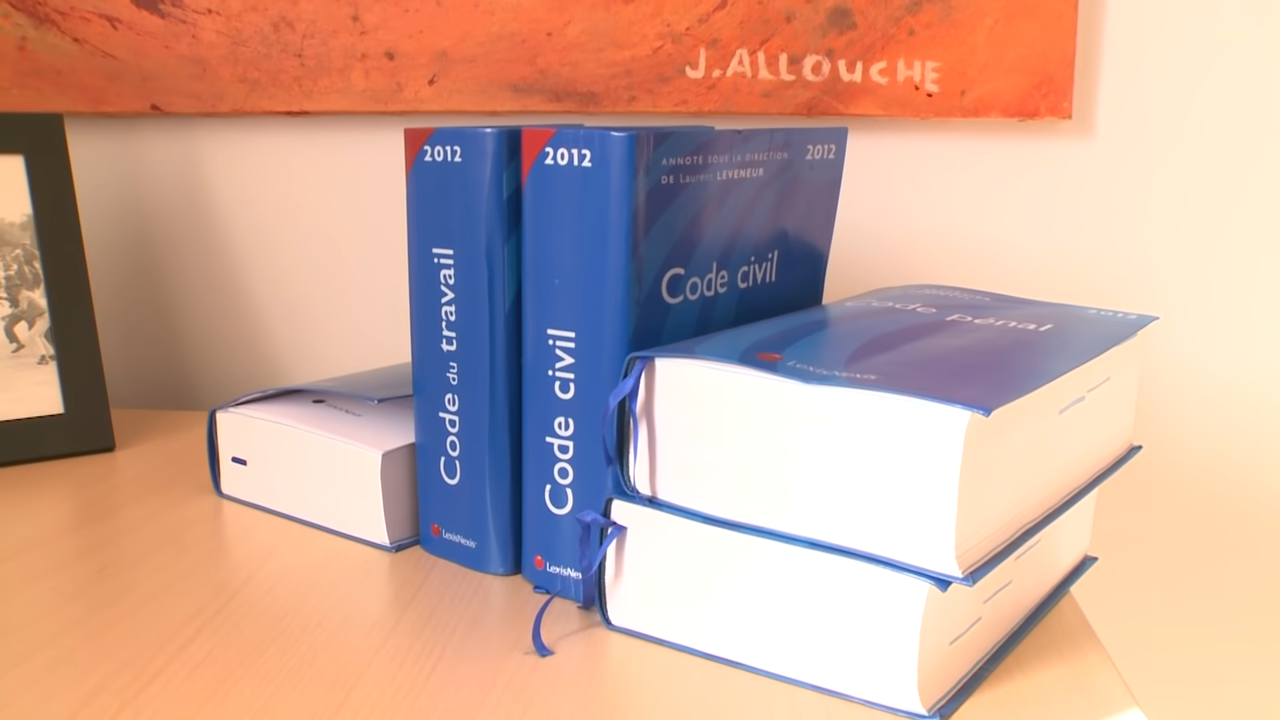 J.ALLOUCHE
2012
Code du travail
LexisNexis
2012
Code civil
LexisNex
ANNOTÉ SOUS LA DIRECTION
DE Laurent LEVENEUR
2012
Code civil
Code pénal
2012
LexisNexis
LexisNexis